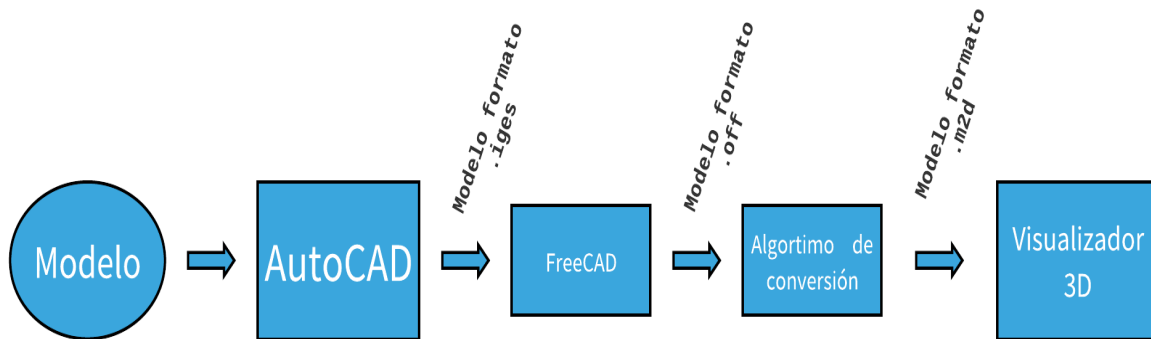 Modelo
AutoCAD
Modelo formato
.iges
FreeCAD
Modelo formato
.off
Algortimo de
conversión
Modelo formato
.m2d
Visualizador
3D